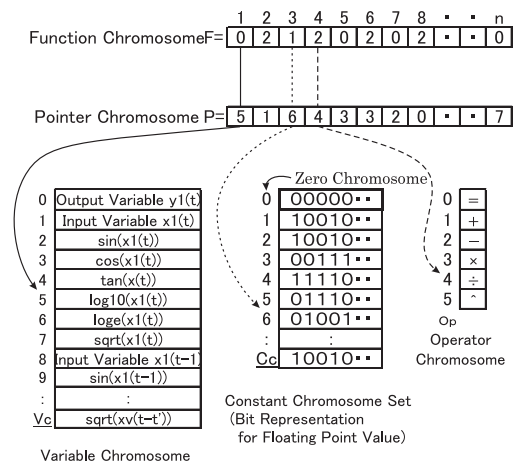 1 2 3 4 5 6 7 8 ▪ ▪ n
Function Chromosome F= 0 2 1 2 0 2 0 2 ▪ ▪ 0
Pointer Chromosome P= 5 1 6 4 3 3 2 0 ▪ ▪ 7
Zero Chromosome
0 Output Variable y1(t)
1 Input Variable x1(t)
2 sin(x1(t))
3 cos(x1(t))
4 tan(x(t))
5 log10(x1(t))
6 loge(x1(t))
7 sqrt(x1(t))
8 Input Variable x1(t-1)
9 sin(x1(t-1))
: :
Vc sqrt(xv(t-t'))
Variable Chromosome
0 00000▪▪
1 10010▪▪
2 10010▪▪
3 00111▪▪
4 11110▪▪
5 01110▪▪
6 01001▪▪
: :
Cc 10010▪▪
Constant Chromosome Set
(Bit Representation
for Floating Point Value)
0 =
1 +
2 −
3 ×
4 ÷
5 ^
Op
Operator
Chromosome